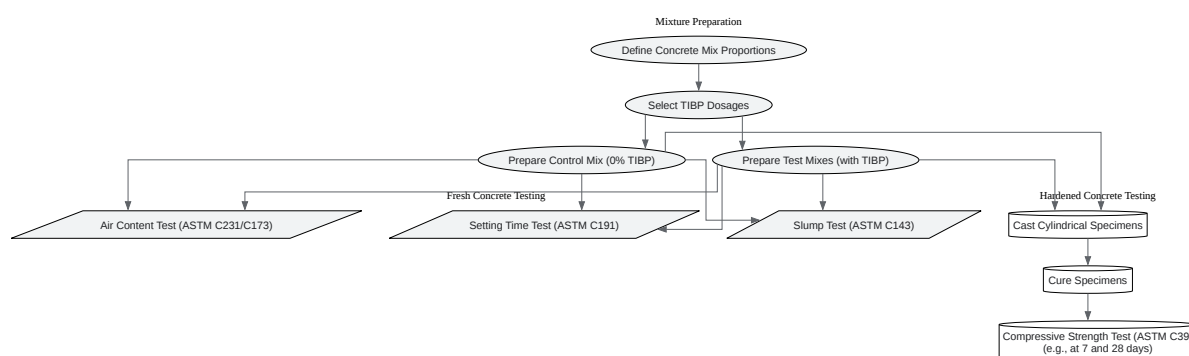 Mixture Preparation
Define Concrete Mix Proportions
Select TIBP Dosages
Prepare Control Mix (0% TIBP)
Prepare Test Mixes (with TIBP)
Fresh Concrete Testing
Hardened Concrete Testing
Air Content Test (ASTM C231/C173)
Setting Time Test (ASTM C191)
Slump Test (ASTM C143)
Cast Cylindrical Specimens
Cure Specimens
Compressive Strength Test (ASTM C39
(e.g., at 7 and 28 days)